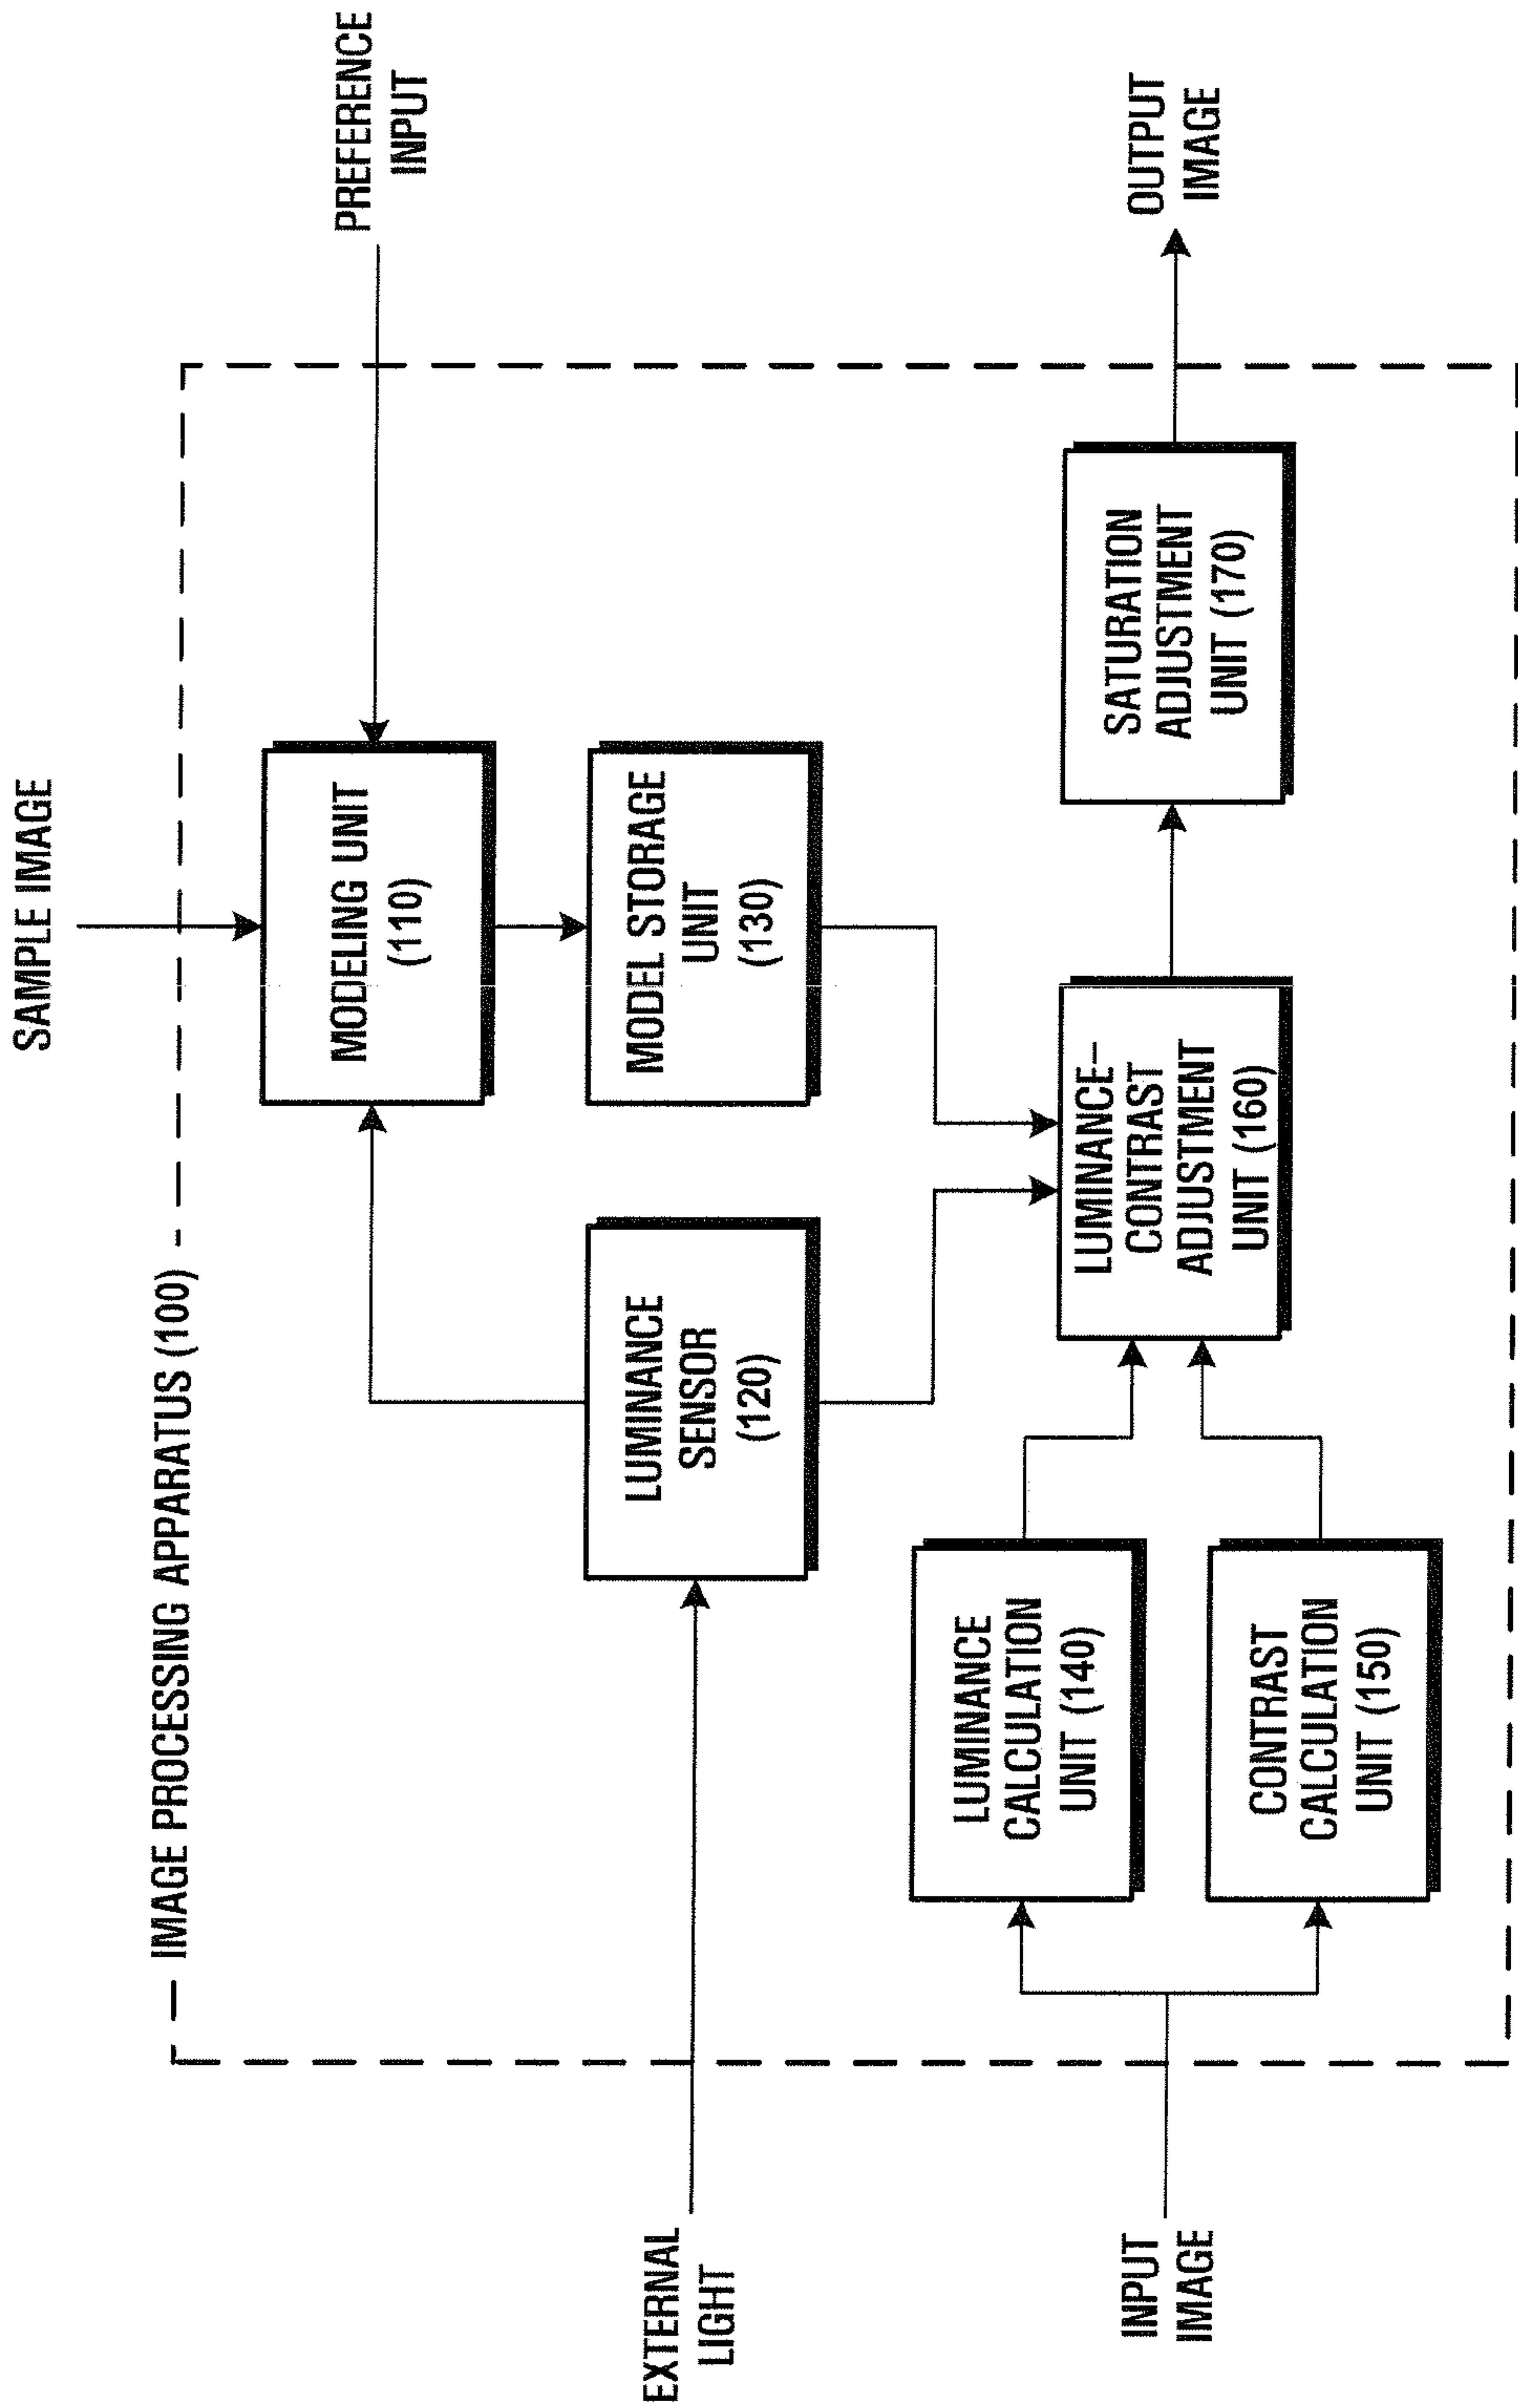 SAMPLE IMAGE
IMAGE PROCESSING APPARATUS (100)
MODELING UNIT
(110)
PREFERENCE
INPUT
EXTERNAL
LIGHT
LUMINANCE
SENSOR
(120)
MODEL STORAGE
UNIT
(130)
INPUT
IMAGE
LUMINANCE
CALCULATION
UNIT (140)
CONTRAST
CALCULATION
UNIT (150)
LUMINANCE–
CONTRAST
ADJUSTMENT
UNIT (160)
SATURATION
ADJUSTMENT
UNIT (170)
OUTPUT
IMAGE